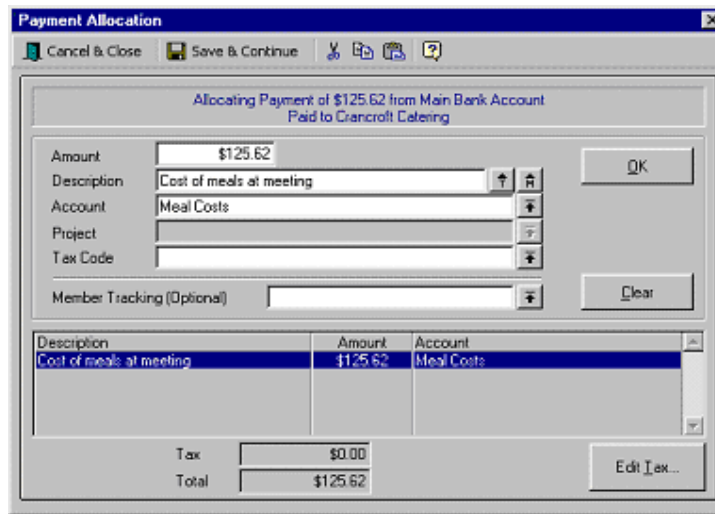 Payment Allocation
Cancel & Close Save & Continue
Allocating Payment of $125.62 from Main Bank Account
Paid to Crancroft Catering
Amount $125.62
OK
Description Cost of meals at meeting
Account Meal Costs
Project
Tax Code
Member Tracking (Optional)
Clear
Description Amount Account
Cost of meals at meeting $125.62 Meal Costs
Tax $0.00
Total $125.62
Edit Tax...